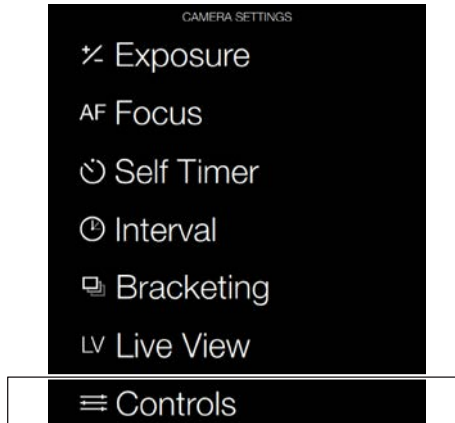 CAMERA SETTINGS
+/- Exposure
AF Focus
Self Timer
Interval
Bracketing
LV Live View
Controls